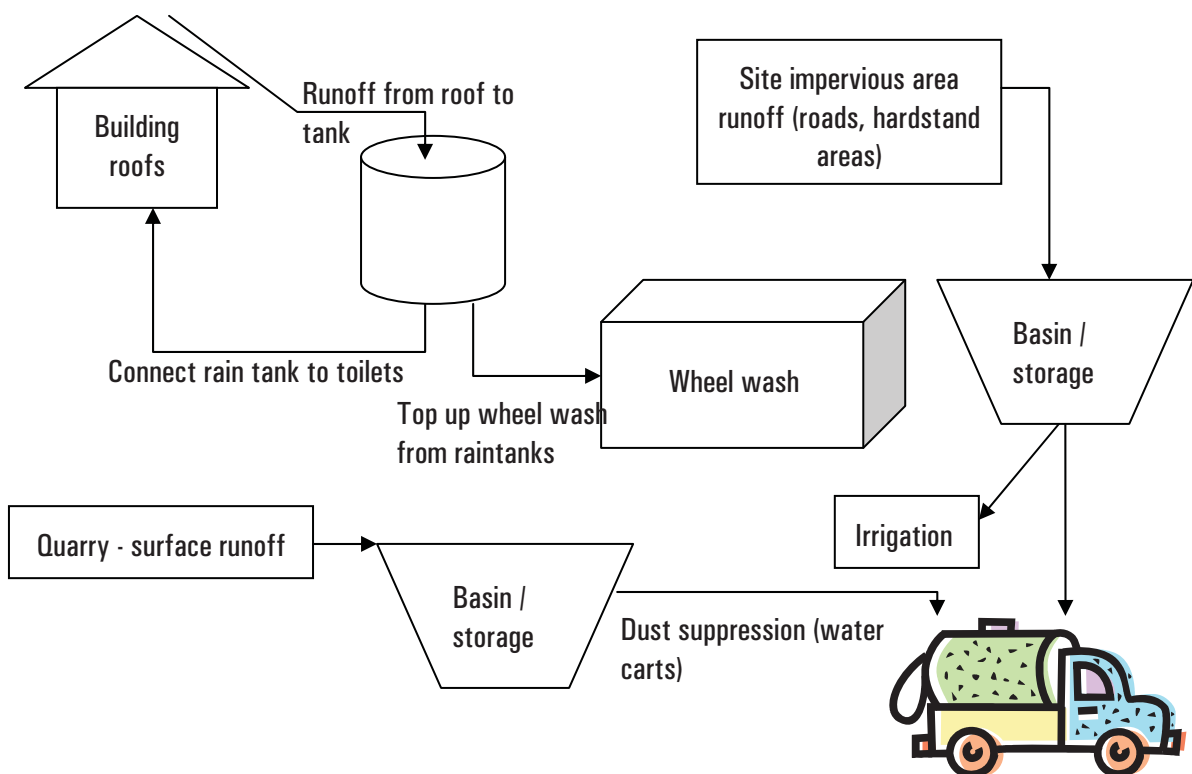 Runoff from roof to
tank
Building
roofs
Site impervious area
runoff (roads, hardstand
areas)
Connect rain tank to toilets
Wheel wash
Basin /
storage
Top up wheel wash
from raintanks
Irrigation
Quarry - surface runoff
Basin /
storage
Dust suppression (water
carts)